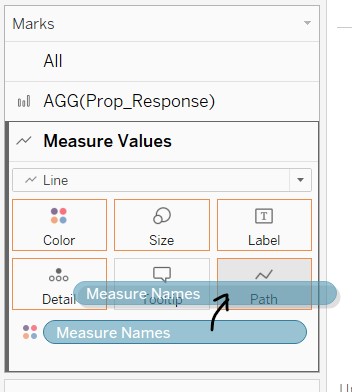 Marks
All
AGG(Prop_Response)
Measure Values
Line
Color Size Label
Detail Tooltip Path
Measure Names
Measure Names